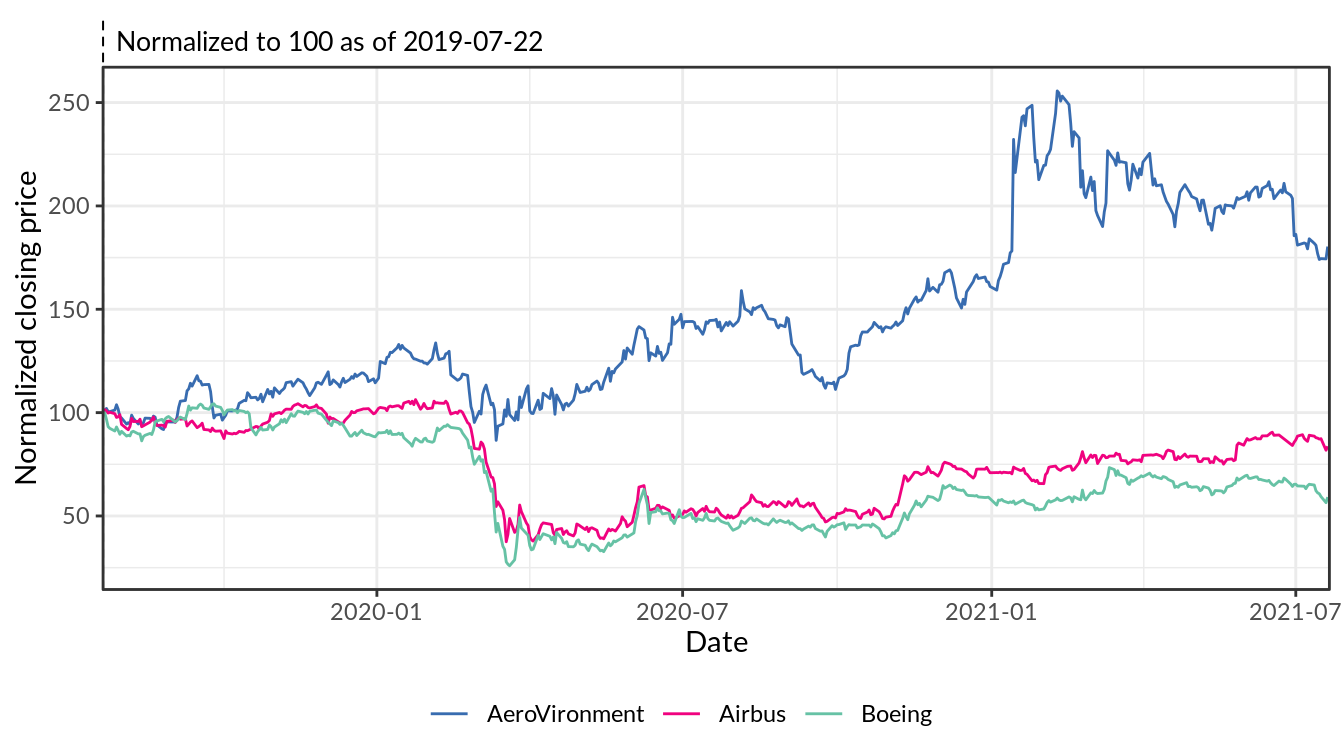 Normalized to 100 as of 2019-07-22
Normalized closing price
250
200
150
100
50
2020-01
2020-07
2021-01
2021-07
Date
AeroVironment
Airbus
Boeing